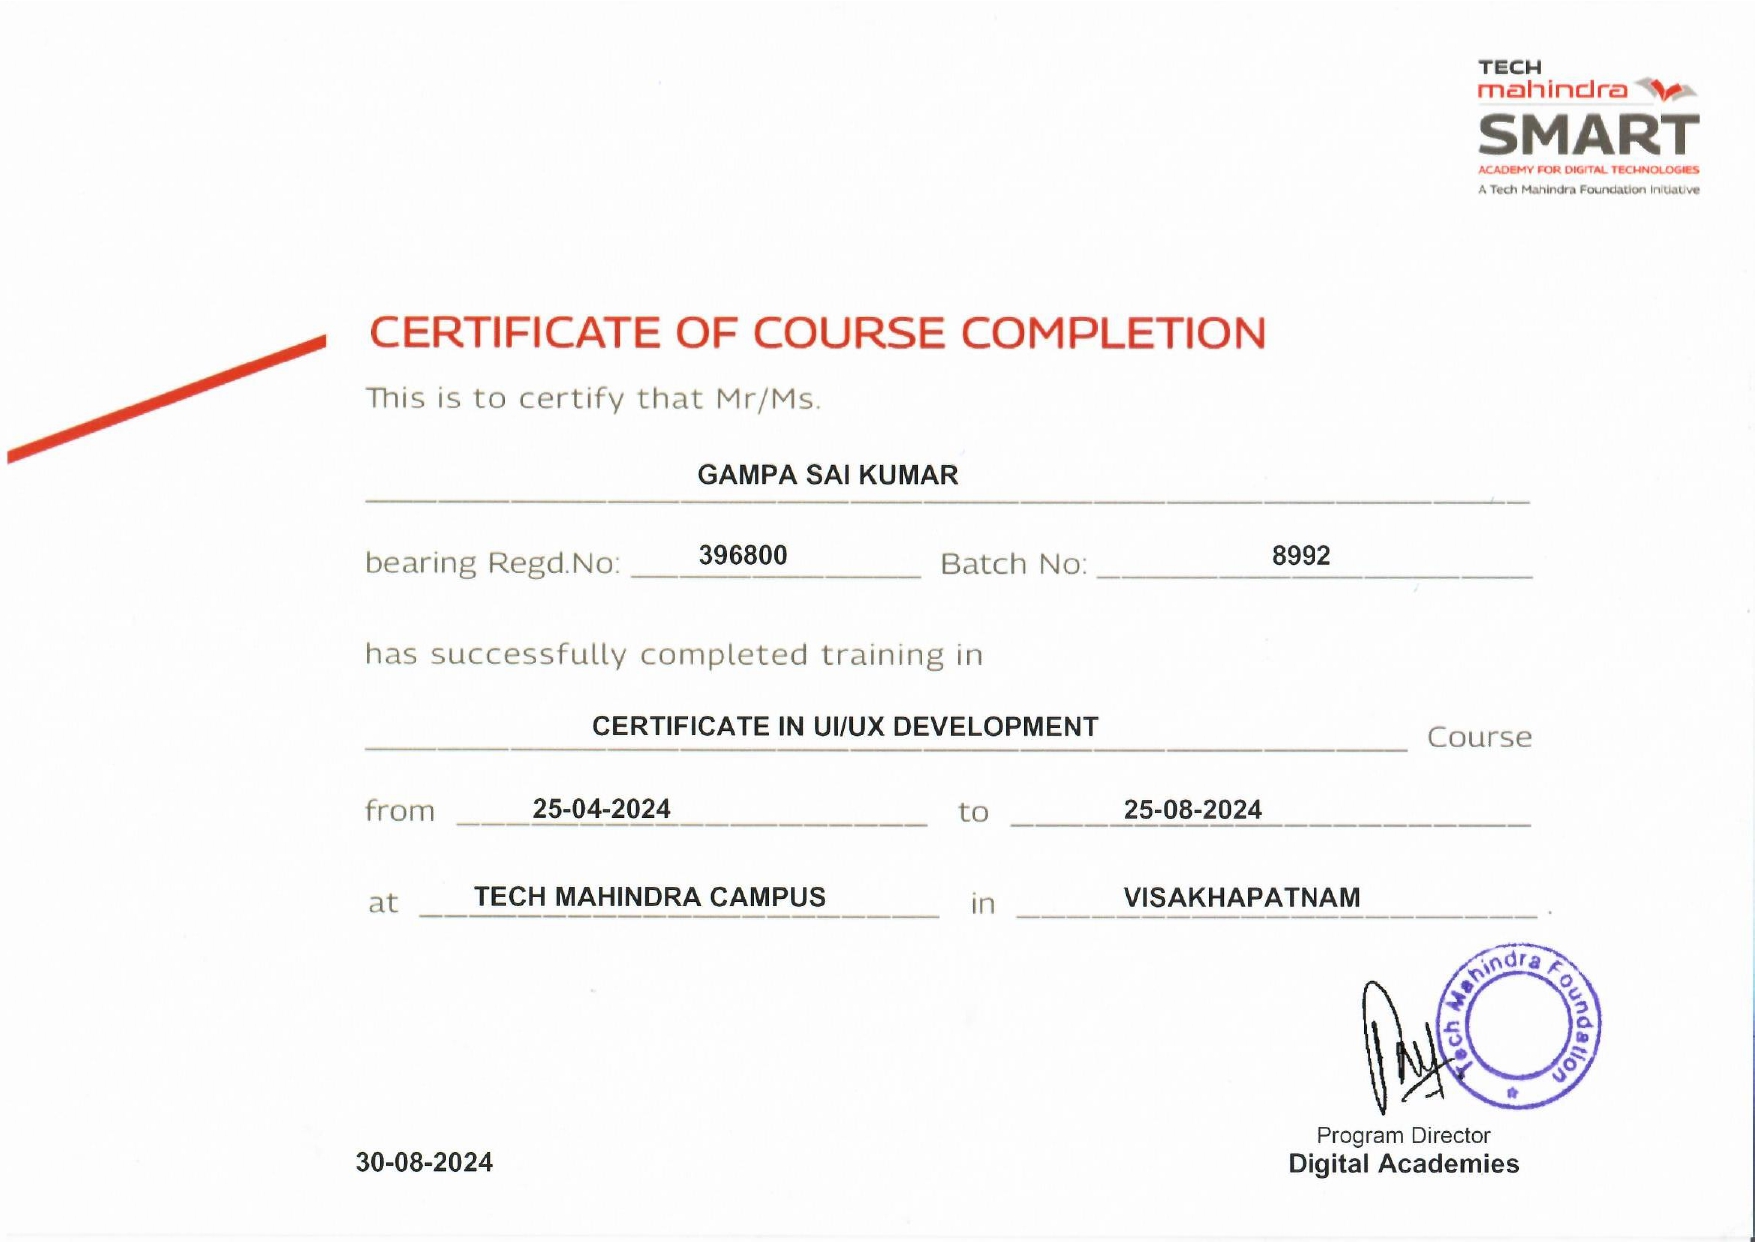 TECH
mahindra
SMART
ACADEMY FOR DIGITAL TECHNOLOGIES
A Tech Mahindra Foundation Initiative
CERTIFICATE OF COURSE COMPLETION
This is to certify that Mr/Ms.
GAMPA SAI KUMAR
bearing Regd.No: 396800 Batch No: 8992
has successfully completed training in
CERTIFICATE IN UI/UX DEVELOPMENT Course
from 25-04-2024 to 25-08-2024
at TECH MAHINDRA CAMPUS in VISAKHAPATNAM .
Tech Mahindra Foundation
Program Director
30-08-2024 Digital Academies